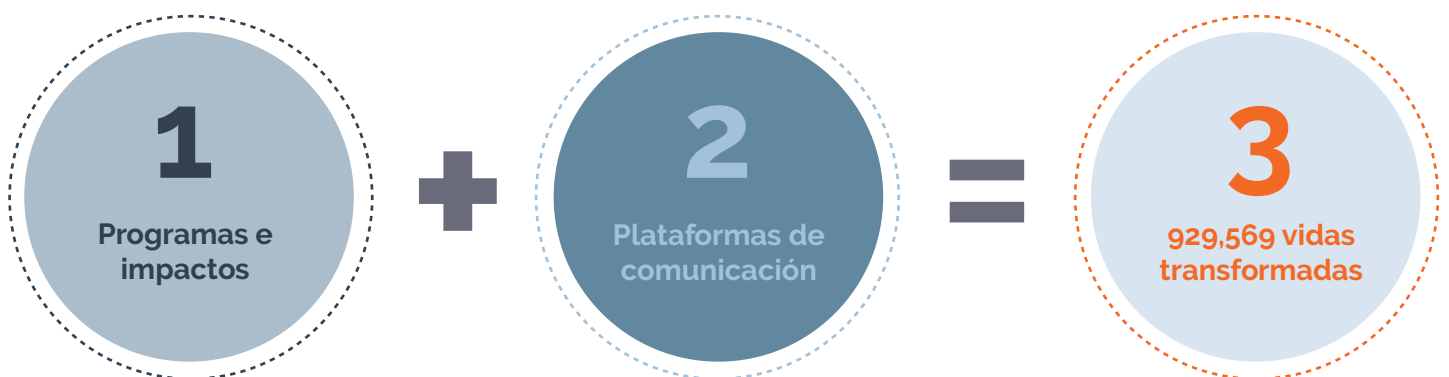 1
Programas e
impactos
+
2
Plataformas de
comunicación
=
3
929,569 vidas
transformadas